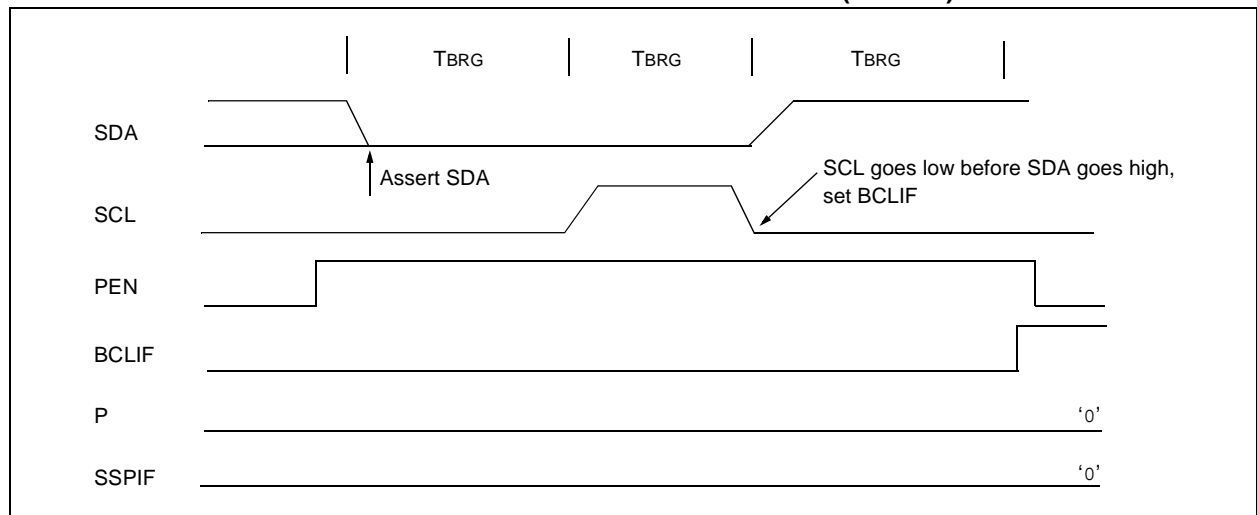 TBRG TBRG TBRG
SDA
Assert SDA
SCL goes low before SDA goes high,
set BCLIF
SCL
PEN
BCLIF
P
‘0’
SSPIF
‘0’